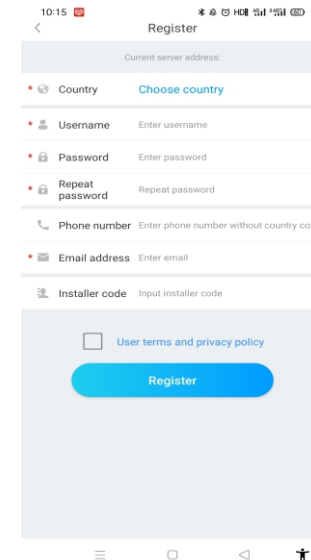 10:15 HD 60
Register
Current server address:
* Country Choose country
* Username Enter username
* Password Enter password
* Repeat password Repeat password
Phone number Enter phone number without country co
* Email address Enter email
Installer code Input installer code
User terms and privacy policy
Register